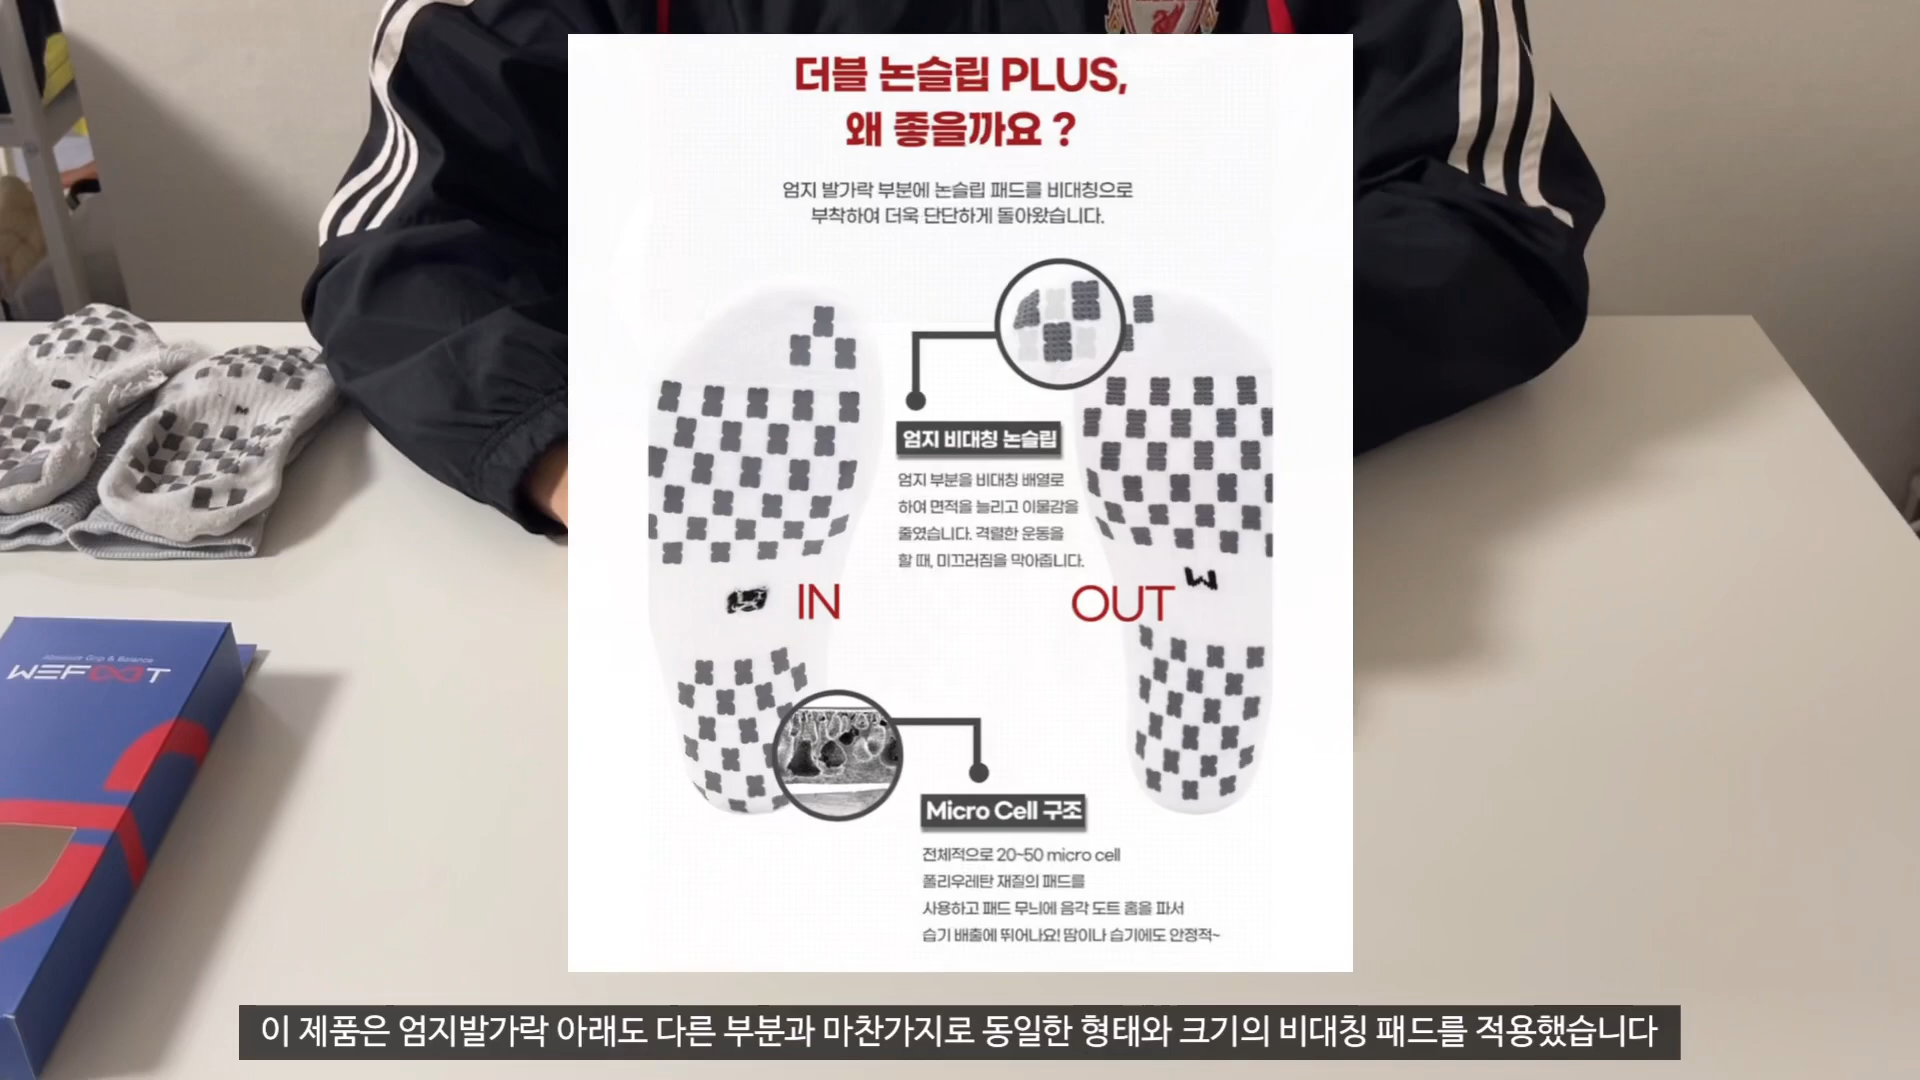 더블 논슬립 PLUS,
왜 좋을까요 ?
엄지 발가락 부분에 논슬립 패드를 비대칭으로
부착하여 더욱 단단하게 돌아왔습니다.
엄지 비대칭 논슬립
엄지 부분을 비대칭 배열로
하여 면적을 늘리고 이물감을
줄였습니다. 격렬한 운동을
할 때, 미끄러짐을 막아줍니다.
IN
OUT
Micro Cell 구조
전체적으로 20~50 micro cell
폴리우레탄 재질의 패드를
사용하고 패드 무늬에 음각 도트 홈을 파서
습기 배출에 뛰어나요! 땀이나 습기에도 안정적~
Absolute Grip & Balance
WEFOOT
이 제품은 엄지발가락 아래도 다른 부분과 마찬가지로 동일한 형태와 크기의 비대칭 패드를 적용했습니다